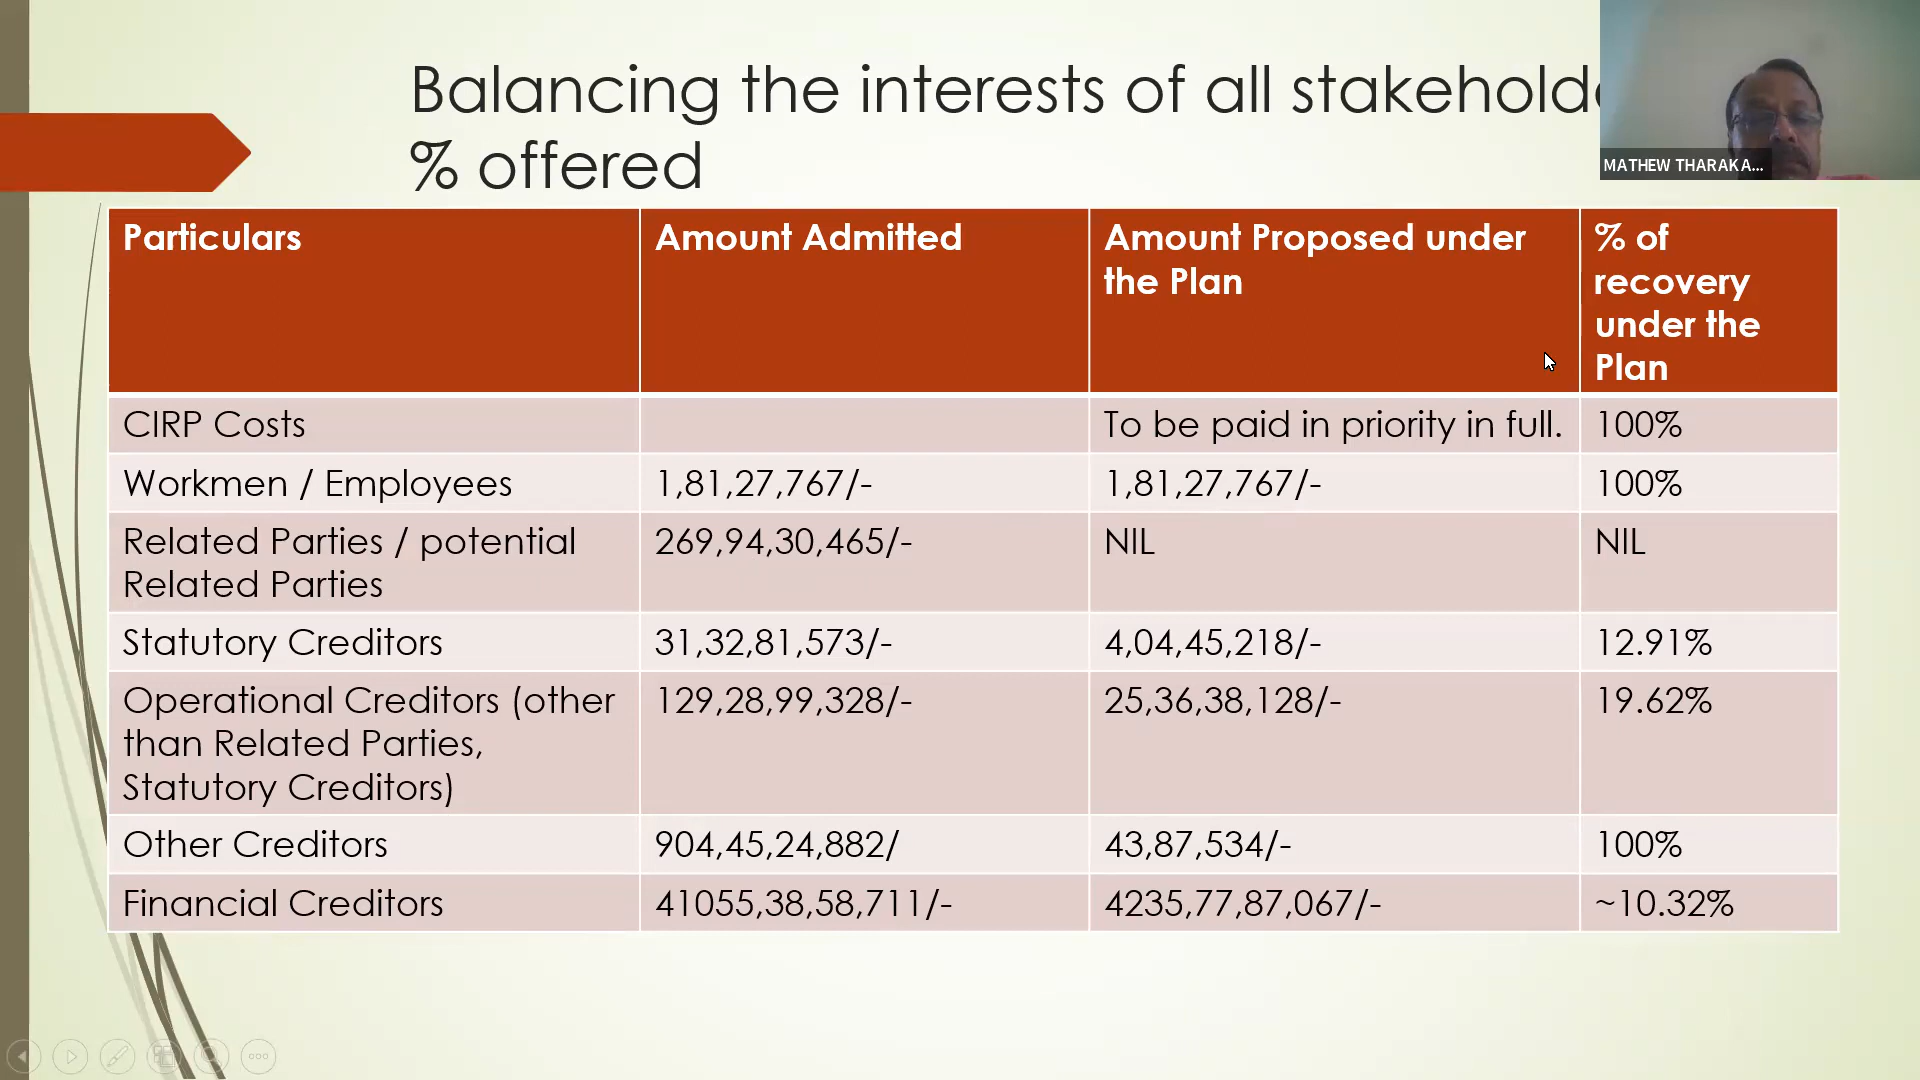 Balancing the interests of all stakehold
% offered
MATHEW THARAKA...
Particulars
Amount Admitted
Amount Proposed under
the Plan
% of
recovery
under the
Plan
CIRP Costs
To be paid in priority in full.
100%
Workmen / Employees
1,81,27,767/-
1,81,27,767/-
100%
Related Parties / potential
Related Parties
269,94,30,465/-
NIL
NIL
Statutory Creditors
31,32,81,573/-
4,04,45,218/-
12.91%
Operational Creditors (other
than Related Parties,
Statutory Creditors)
129,28,99,328/-
25,36,38,128/-
19.62%
Other Creditors
904,45,24,882/
43,87,534/-
100%
Financial Creditors
41055,38,58,711/-
4235,77,87,067/-
~10.32%